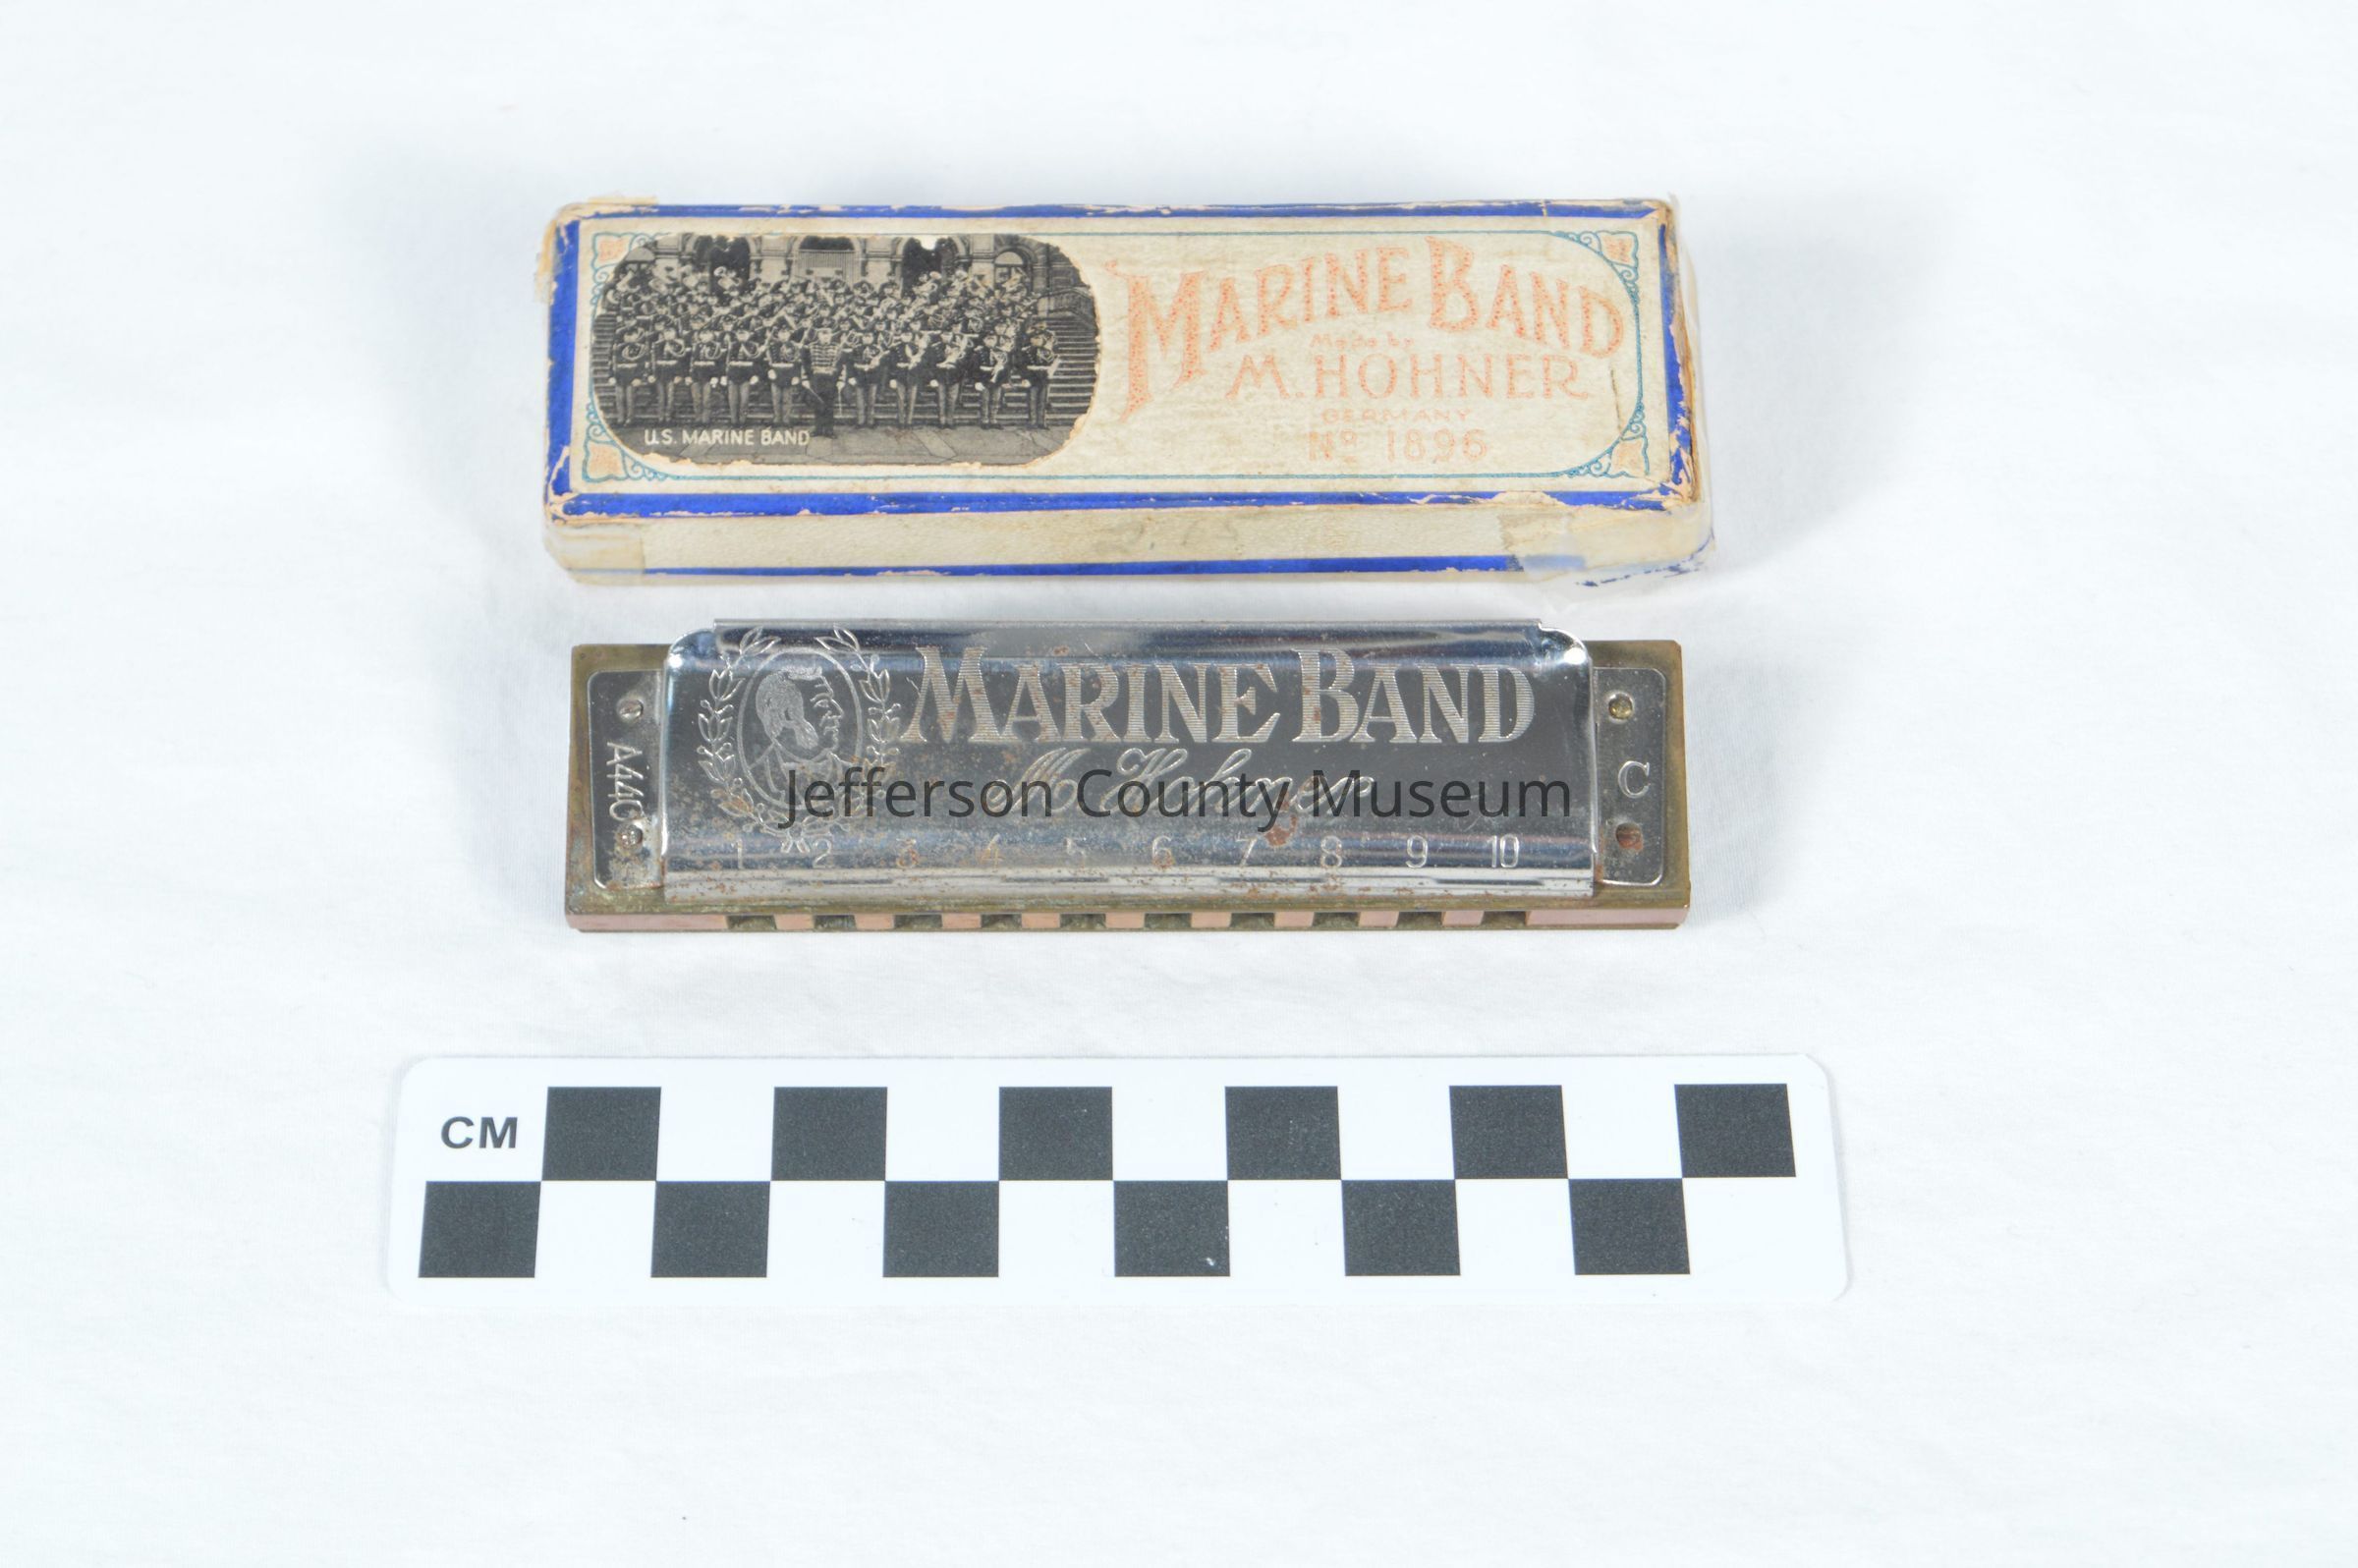 MARINE BAND
Made by
M. HOHNER
GERMANY
Nº 1896
U.S. MARINE BAND
MARINE BAND
M. Hohner
A440
C
Jefferson County Museum
1 2 3 4 5 6 7 8 9 10
CM